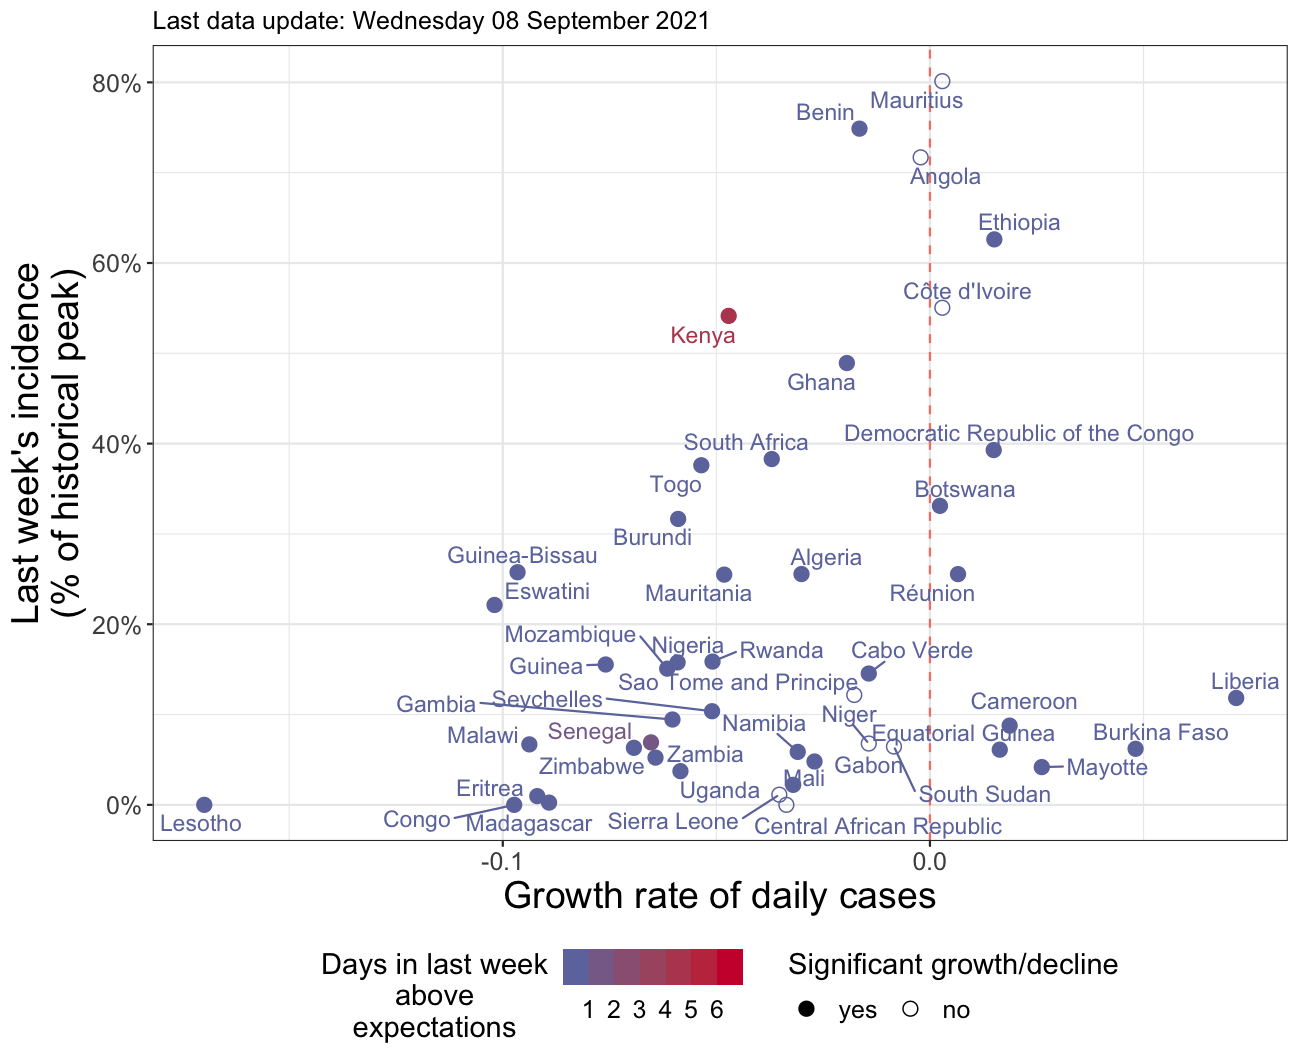 Last data update: Wednesday 08 September 2021
Last week's incidence
(% of historical peak)
80%
60%
40%
20%
0%
Mauritius
Benin
Angola
Ethiopia
Côte d'Ivoire
Kenya
Ghana
Democratic Republic of the Congo
South Africa
Togo
Botswana
Burundi
Guinea-Bissau
Algeria
Eswatini
Mauritania
Réunion
Mozambique
Nigeria
Rwanda
Cabo Verde
Guinea
Sao Tome and Principe
Liberia
Seychelles
Gambia
Cameroon
Niger
Namibia
Senegal
Equatorial Guinea
Burkina Faso
Malawi
Zambia
Zimbabwe
Gabon
Mayotte
Mali
Eritrea
Uganda
South Sudan
Congo
Madagascar
Sierra Leone
Central African Republic
Lesotho
-0.1
0.0
Growth rate of daily cases
Days in last week
above
expectations
1 2 3 4 5 6
Significant growth/decline
yes
no